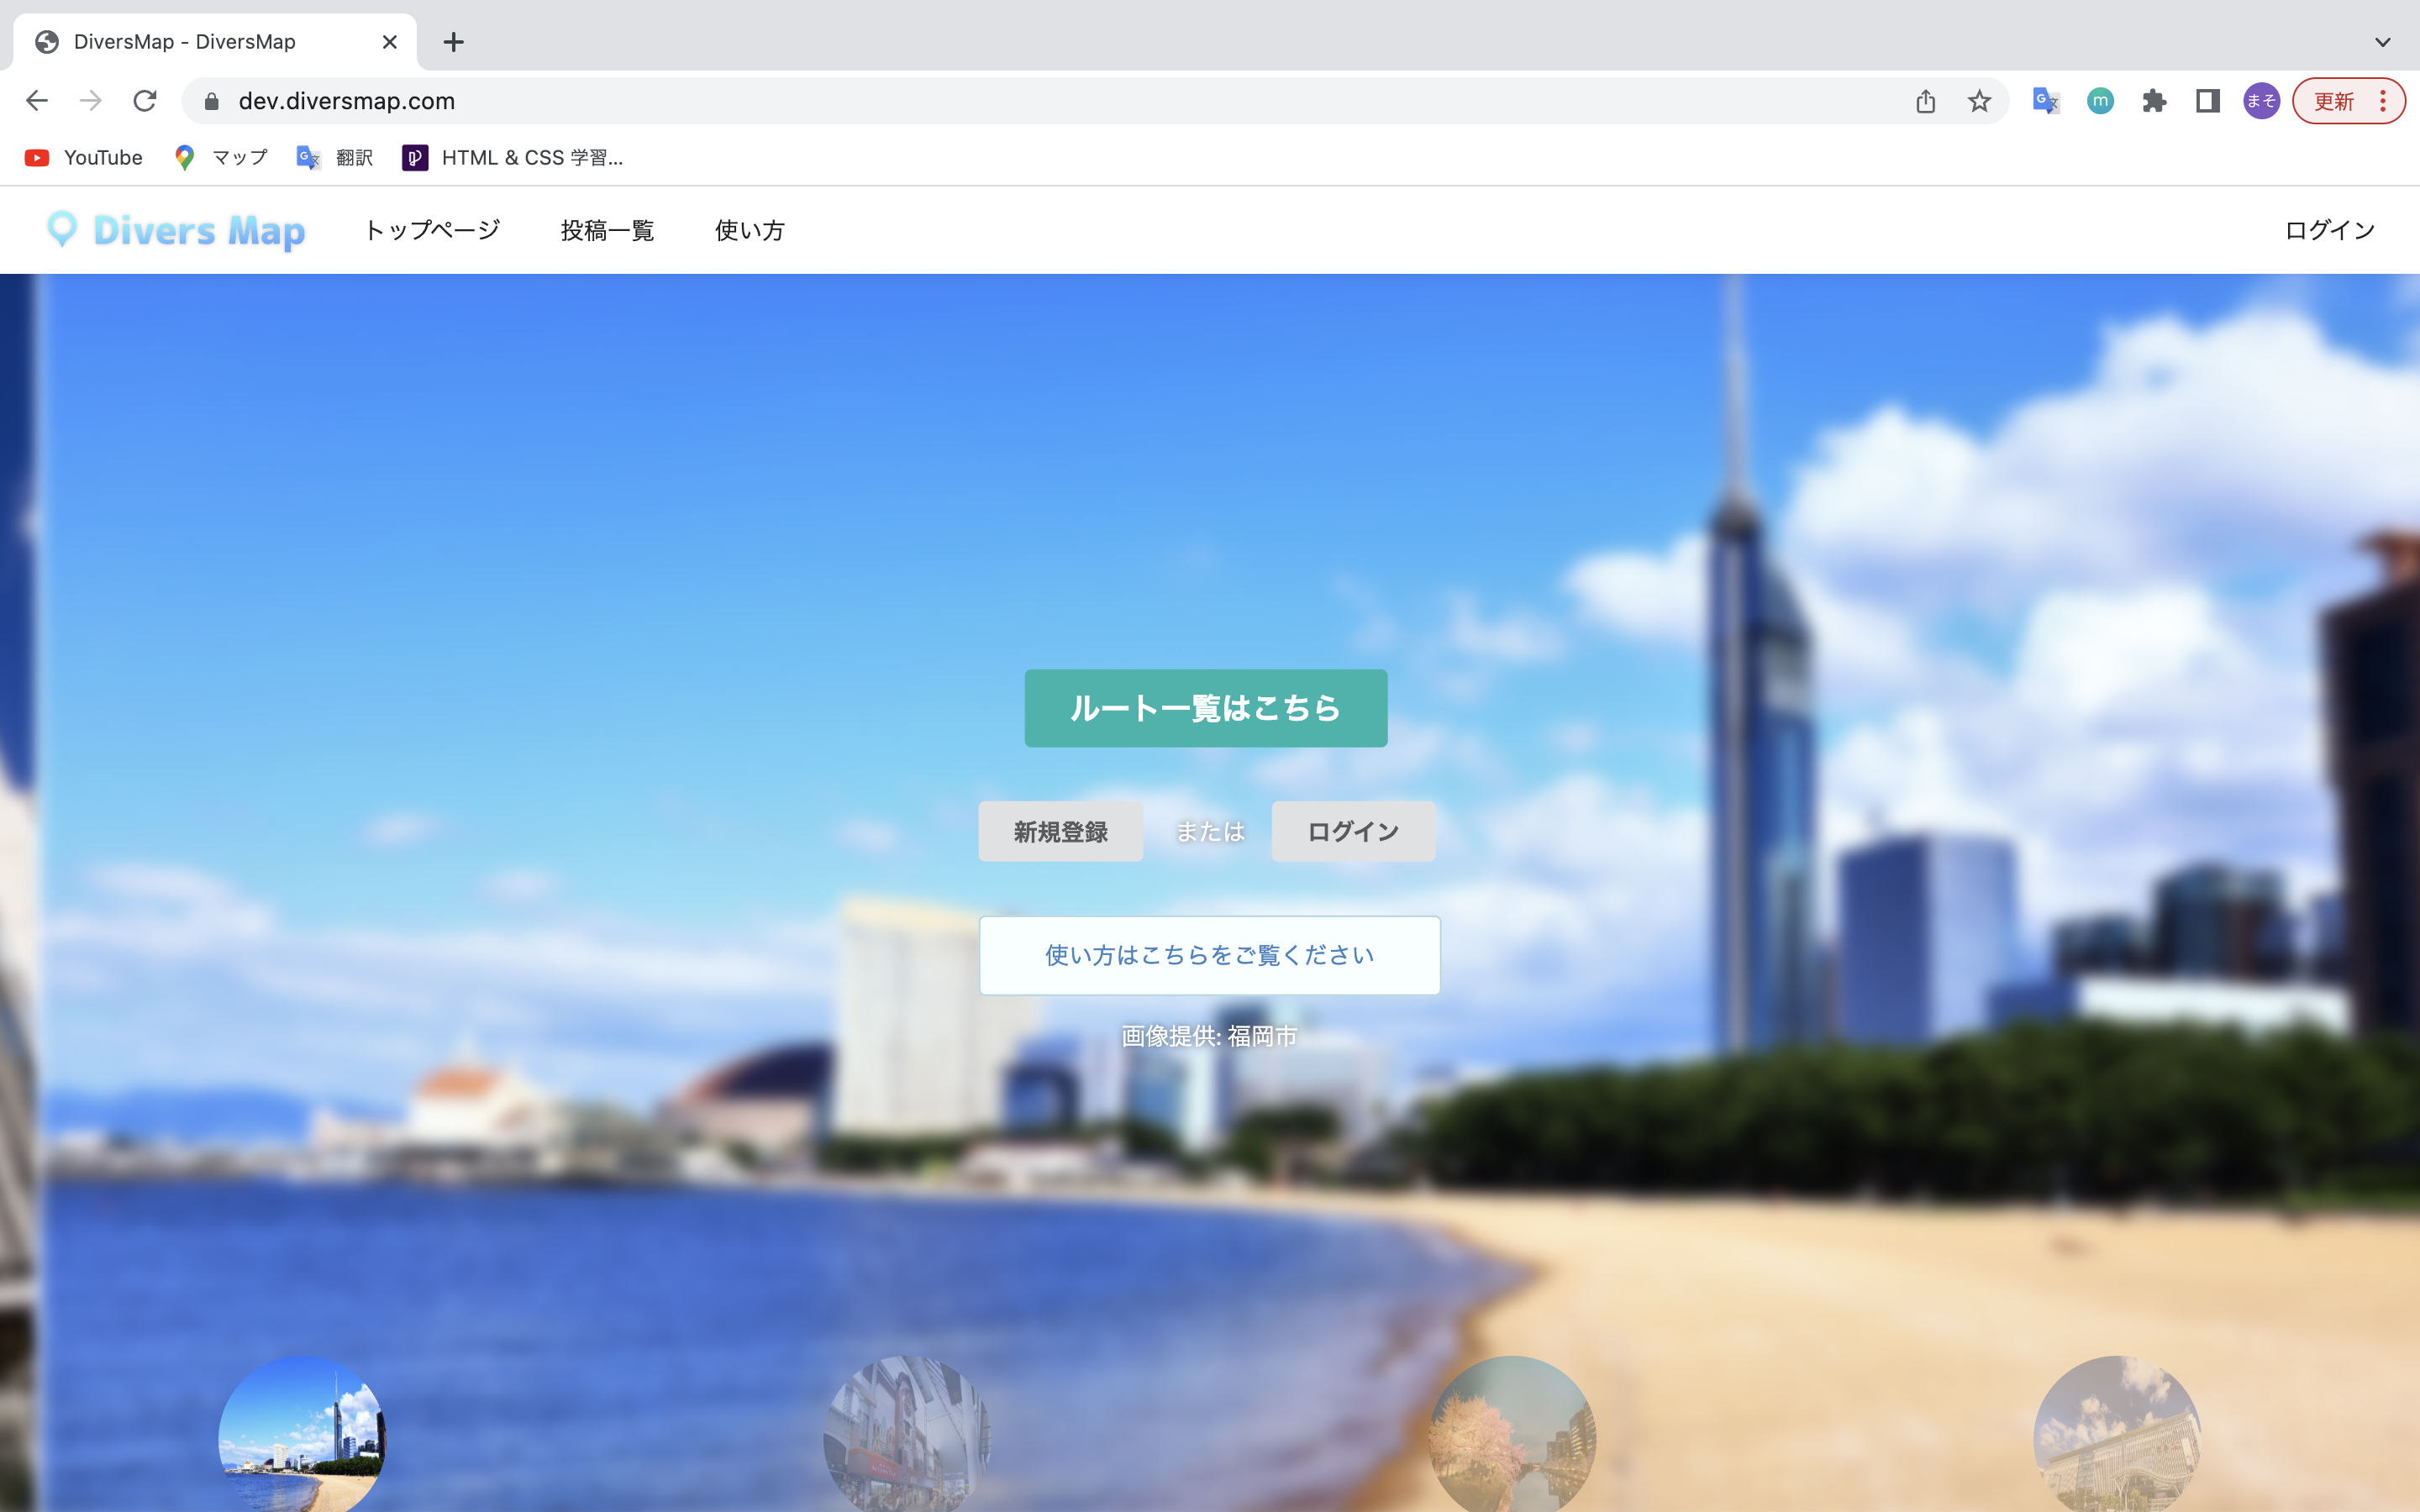 DiversMap - DiversMap
dev.diversmap.com
m
まそ
更新
YouTube
マップ
翻訳
HTML & CSS 学習...
Divers Map
トップページ
投稿一覧
使い方
ログイン
ルート一覧はこちら
新規登録 または ログイン
使い方はこちらをご覧ください
画像提供: 福岡市